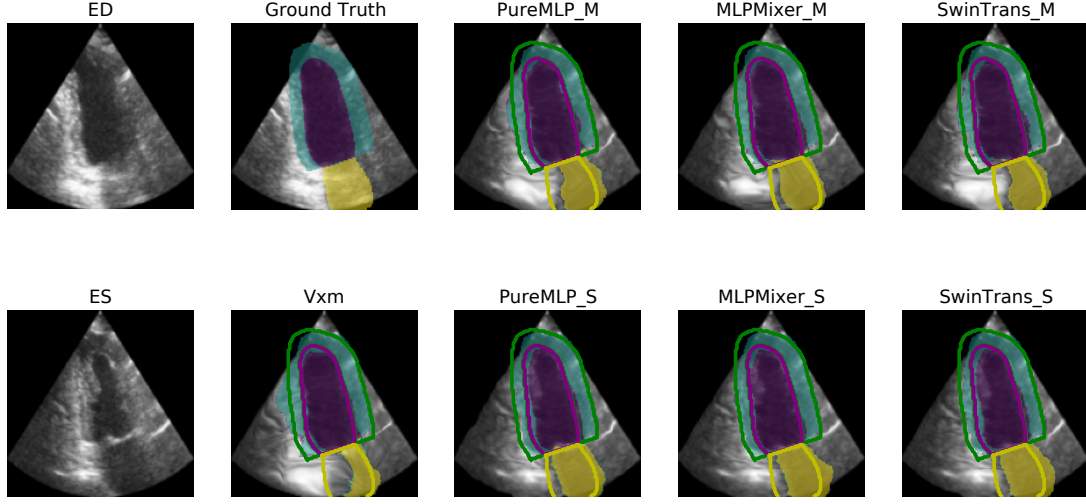 ED
Ground Truth
PureMLP_M
MLPMixer_M
SwinTrans_M
ES
Vxm
PureMLP_S
MLPMixer_S
SwinTrans_S